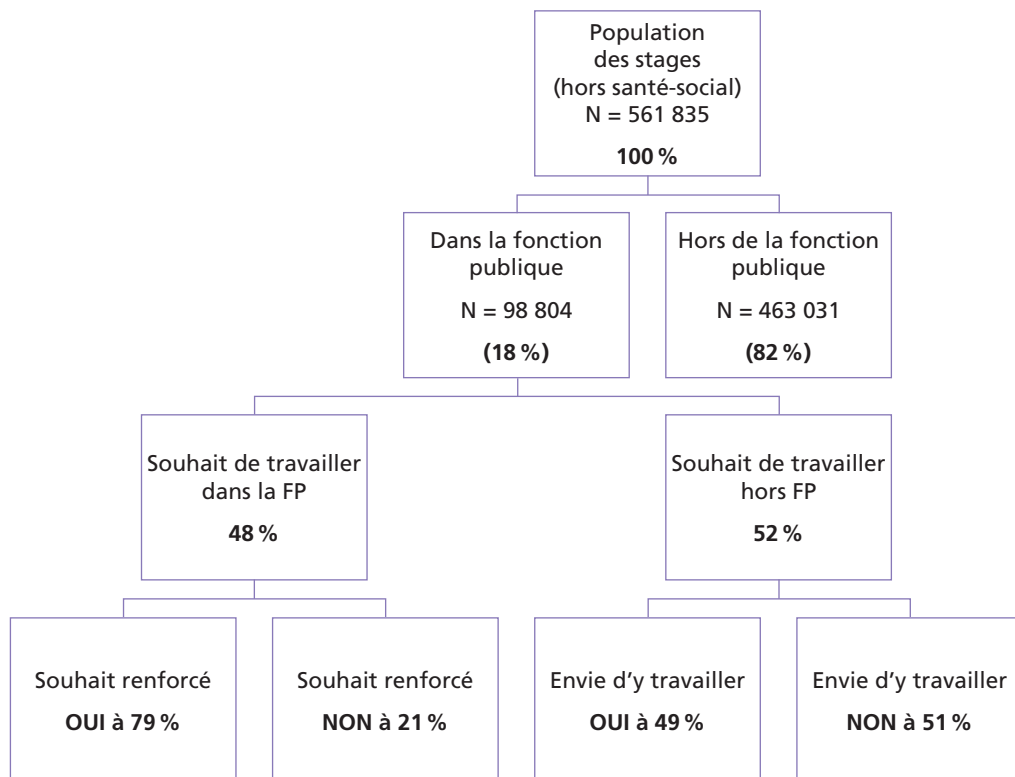 Population
des stages
(hors santé-social)
N = 561 835
100 %
Dans la fonction
publique
N = 98 804
(18 %)
Hors de la fonction
publique
N = 463 031
(82 %)
Souhait de travailler
dans la FP
48 %
Souhait de travailler
hors FP
52 %
Souhait renforcé
OUI à 79 %
Souhait renforcé
NON à 21 %
Envie d'y travailler
OUI à 49 %
Envie d'y travailler
NON à 51 %